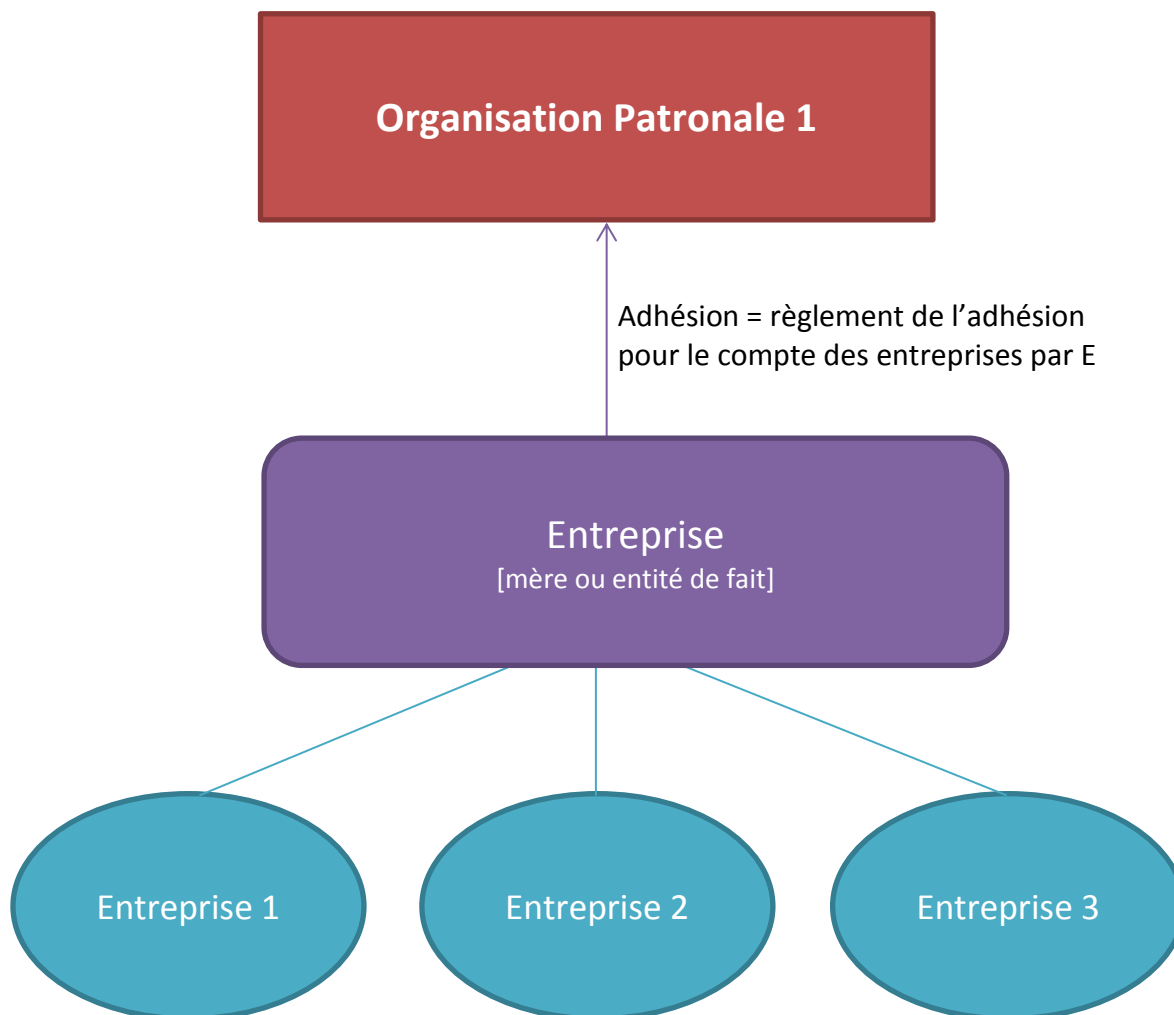 Organisation Patronale 1
Adhésion = règlement de l’adhésion
pour le compte des entreprises par E
Entreprise
[mère ou entité de fait]
Entreprise 1
Entreprise 2
Entreprise 3